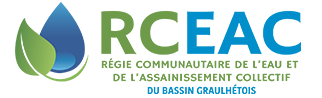 RCEAC
RÉGIE COMMUNAUTAIRE DE L'EAU ET
DE L'ASSAINISSEMENT COLLECTIF
DU BASSIN GRAULHÉTOIS